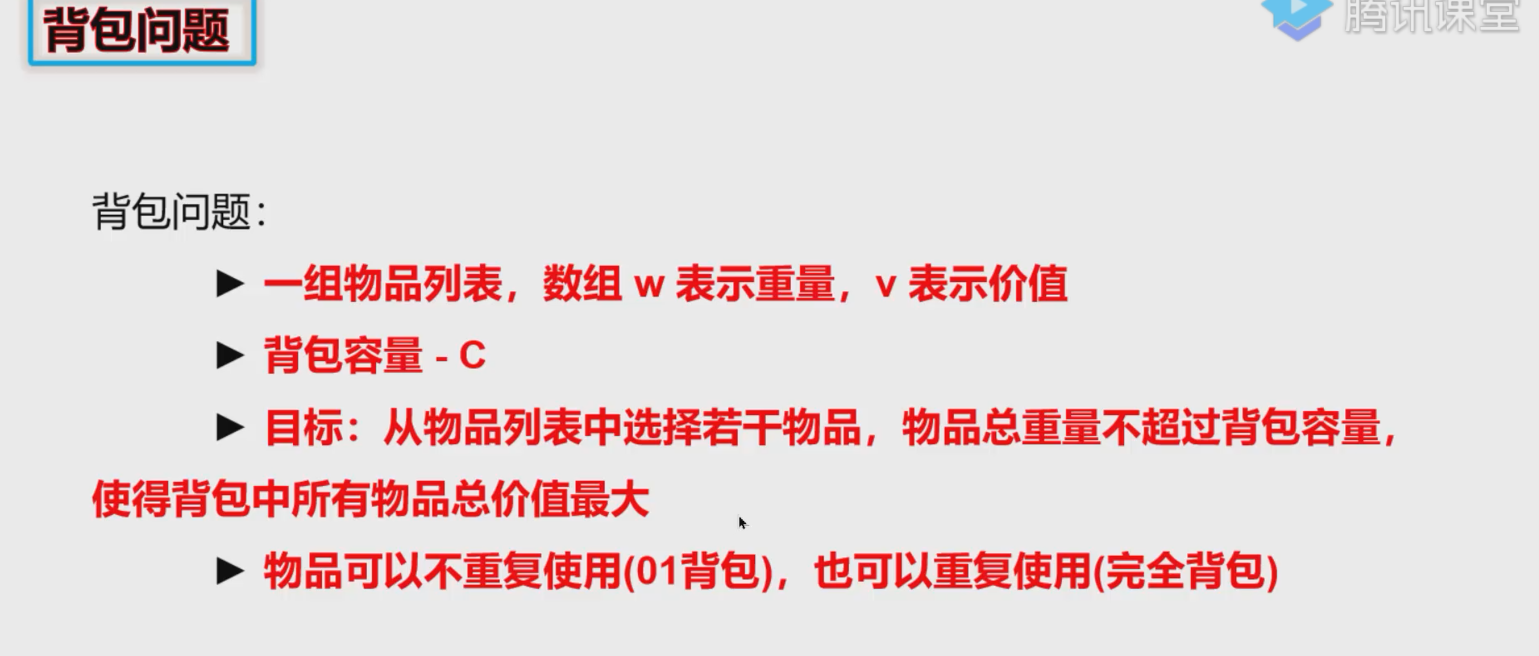 背包问题
腾讯课堂
背包问题：
▶ 一组物品列表，数组 w 表示重量，v 表示价值
▶ 背包容量 - C
▶ 目标：从物品列表中选择若干物品，物品总重量不超过背包容量，
使得背包中所有物品总价值最大
▶ 物品可以不重复使用(01背包)，也可以重复使用(完全背包)